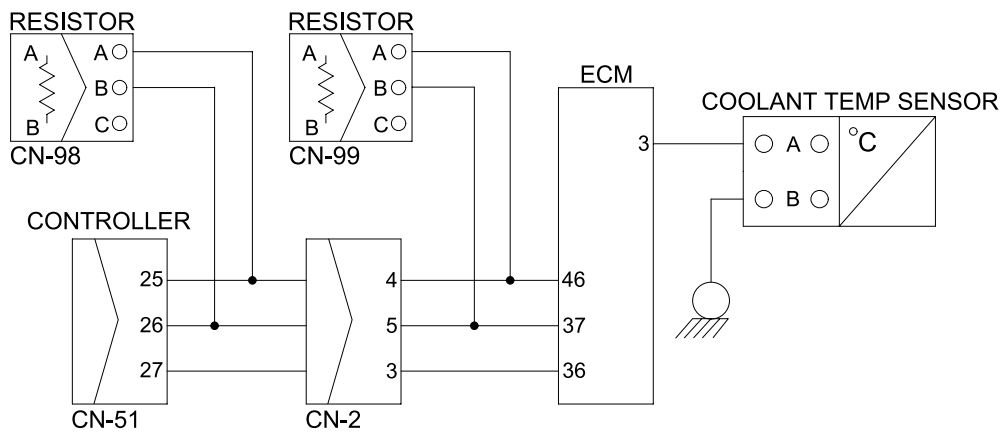 RESISTOR
A
B
A
B
C
CN-98
RESISTOR
A
B
A
B
C
CN-99
ECM
3
46
37
36
COOLANT TEMP SENSOR
A
B
°C
CONTROLLER
25
26
27
CN-51
4
5
3
CN-2